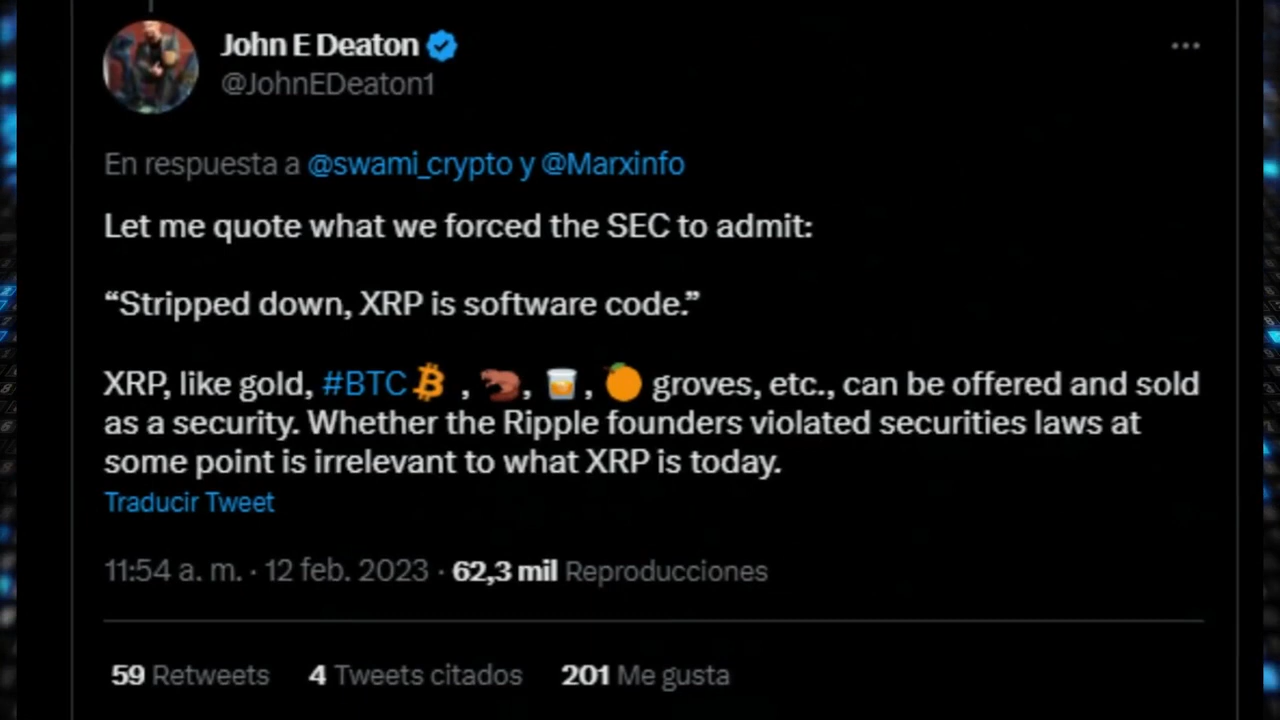 John E Deaton
@JohnEDeaton1
En respuesta a @swami_crypto y @Marxinfo
Let me quote what we forced the SEC to admit:
“Stripped down, XRP is software code.”
XRP, like gold, #BTC , 🦫, 🥃, 🍊 groves, etc., can be offered and sold
as a security. Whether the Ripple founders violated securities laws at
some point is irrelevant to what XRP is today.
Traducir Tweet
11:54 a. m. · 12 feb. 2023 · 62,3 mil Reproducciones
59 Retweets 4 Tweets citados 201 Me gusta